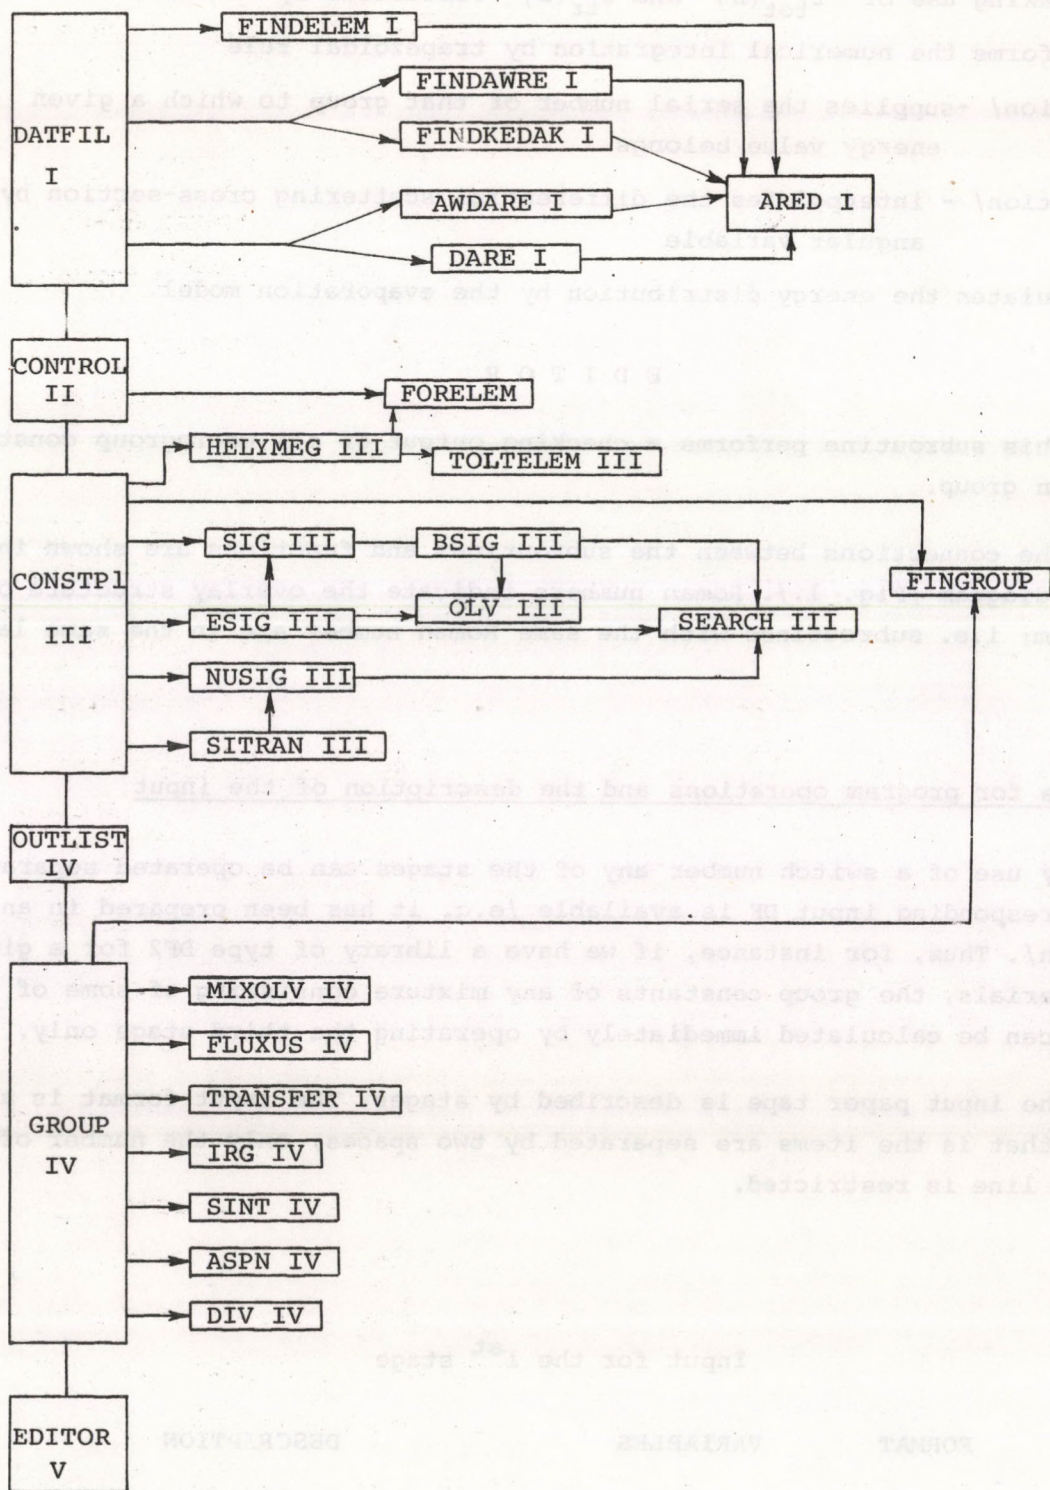 FINDELEM I
FINDAWRE I
DATFIL
I
FINDKEDAK I
AWDARE I
ARED I
DARE I
CONTROL
II
FORELEM
HELYMEG III
TOLTELEM III
SIG III
BSIG III
CONSTP1
III
FINGROUP
OLV III
ESIG III
SEARCH III
NUSIG III
SITRAN III
OUTLIST
IV
MIXOLV IV
FLUXUS IV
TRANSFER IV
GROUP
IV
IRG IV
SINT IV
ASPN IV
DIV IV
EDITOR
V